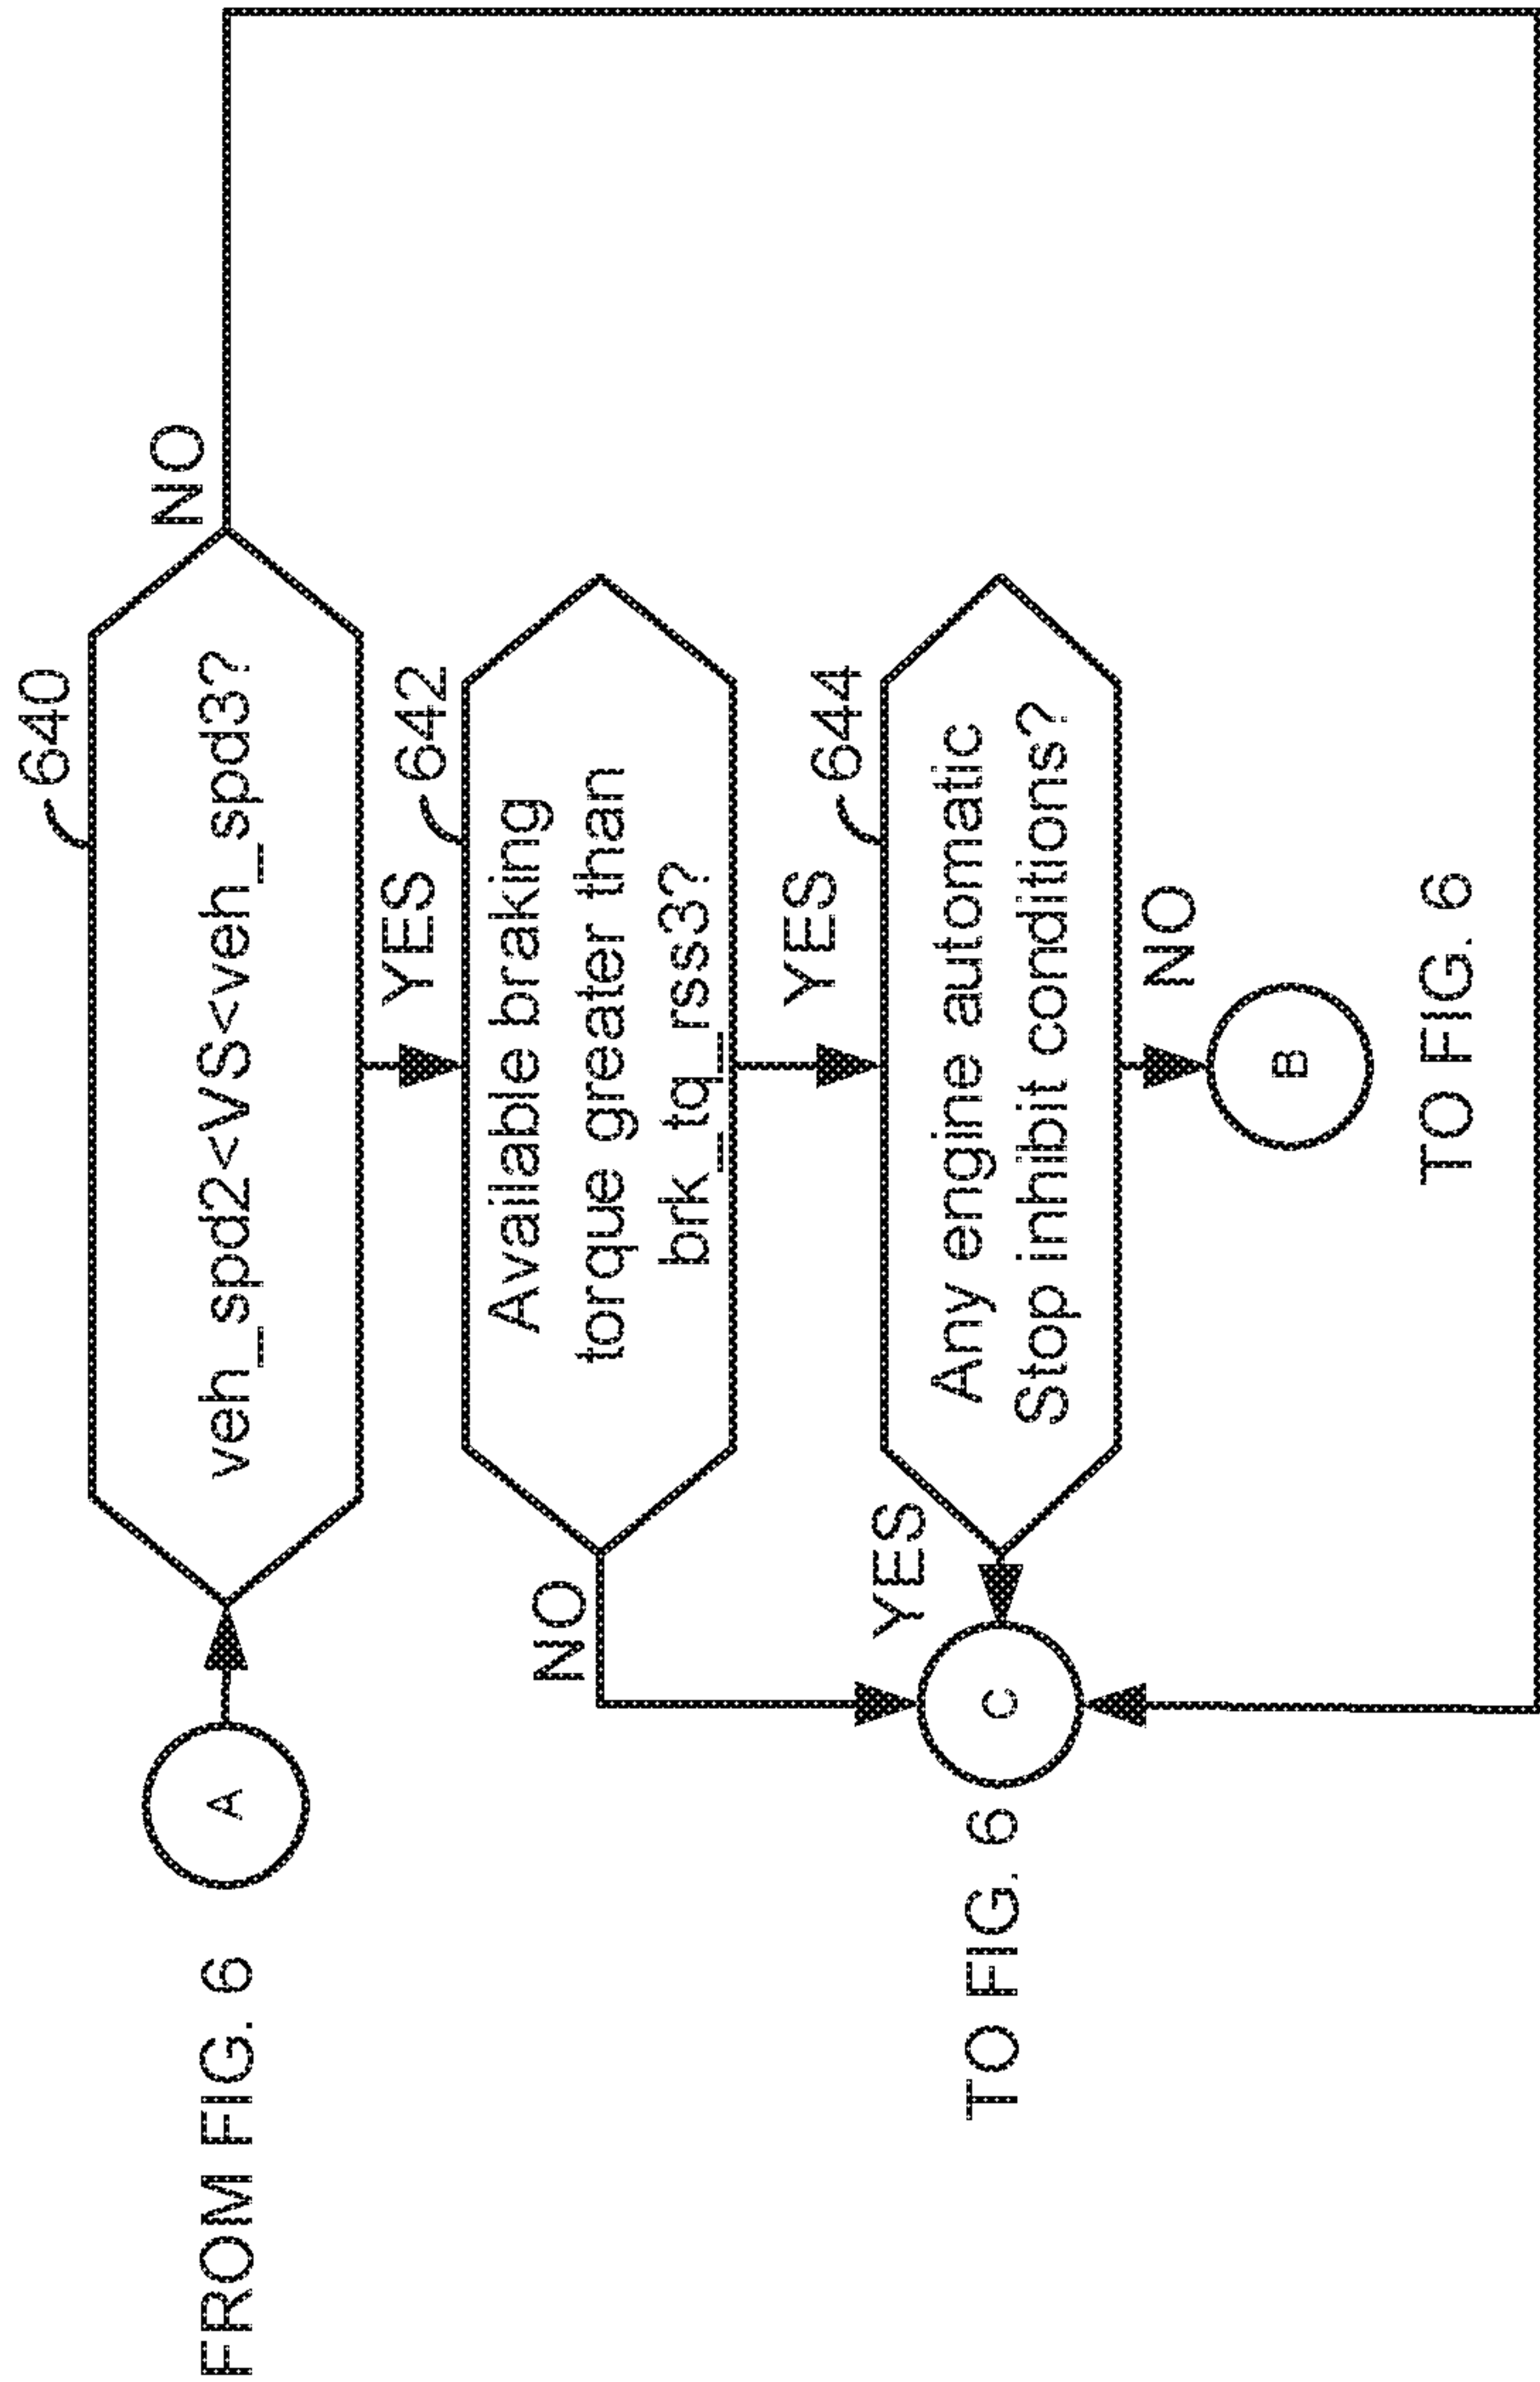 FROM FIG. 6
A
640
veh_spd2<VS<veh_spd3?
NO
YES
642
Available braking
torque greater than
brk_tq_rss3?
NO
YES
644
Any engine automatic
Stop inhibit conditions?
YES
C
TO FIG. 6
NO
B
TO FIG. 6